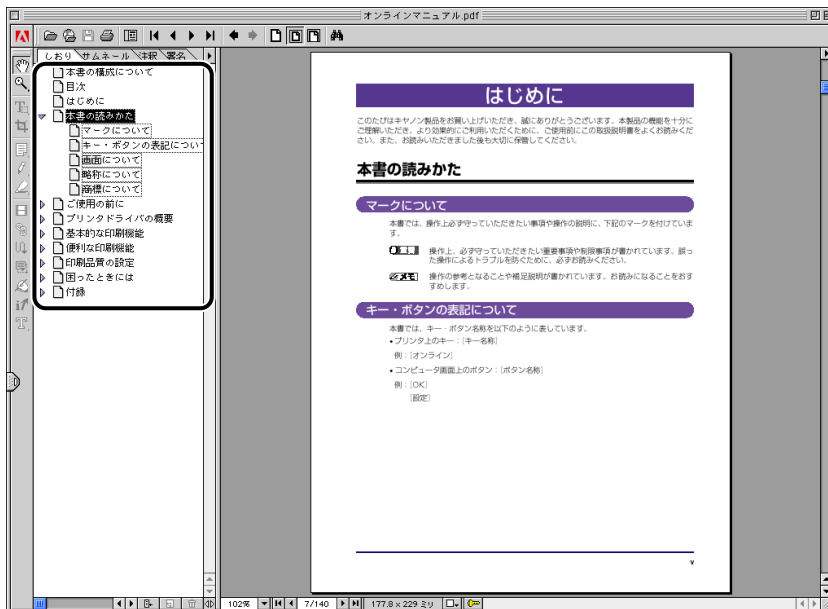 オンラインマニュアル.pdf
しおり サムネール 注釈 署名
本書の構成について
目次
はじめに
本書の読みかた
マークについて
キー・ボタンの表記につい
画面について
略称について
商標について
ご使用の前に
プリンタドライバの概要
基本的な印刷機能
便利な印刷機能
印刷品質の設定
困ったときには
付録
はじめに
このたびはキヤノン製品をお買い上げいただき、誠にありがとうございます。本製品の機能を十分に
ご理解いただき、より効果的にご利用いただくために、ご使用前にこの取扱説明書をよくお読みくだ
さい。また、お読みいただきました後も大切に保管してください。
本書の読みかた
マークについて
本書では、操作上必ず守っていただきたい事項や操作の説明に、下記のマークを付けていま
す。
操作上、必ず守っていただきたい重要事項や制限事項が書かれています。誤っ
た操作によるトラブルを防ぐために、必ずお読みください。
メモ 操作の参考となることや補足説明が書かれています。お読みになることをおす
すめします。
キー・ボタンの表記について
本書では、キー・ボタン名称を以下のように表しています。
• プリンタ上のキー：[キー名称]
例：[オンライン]
• コンピュータ画面上のボタン：[ボタン名称]
例：[OK]
[設定]
v
102% 7/140 177.8 x 229 ミリ